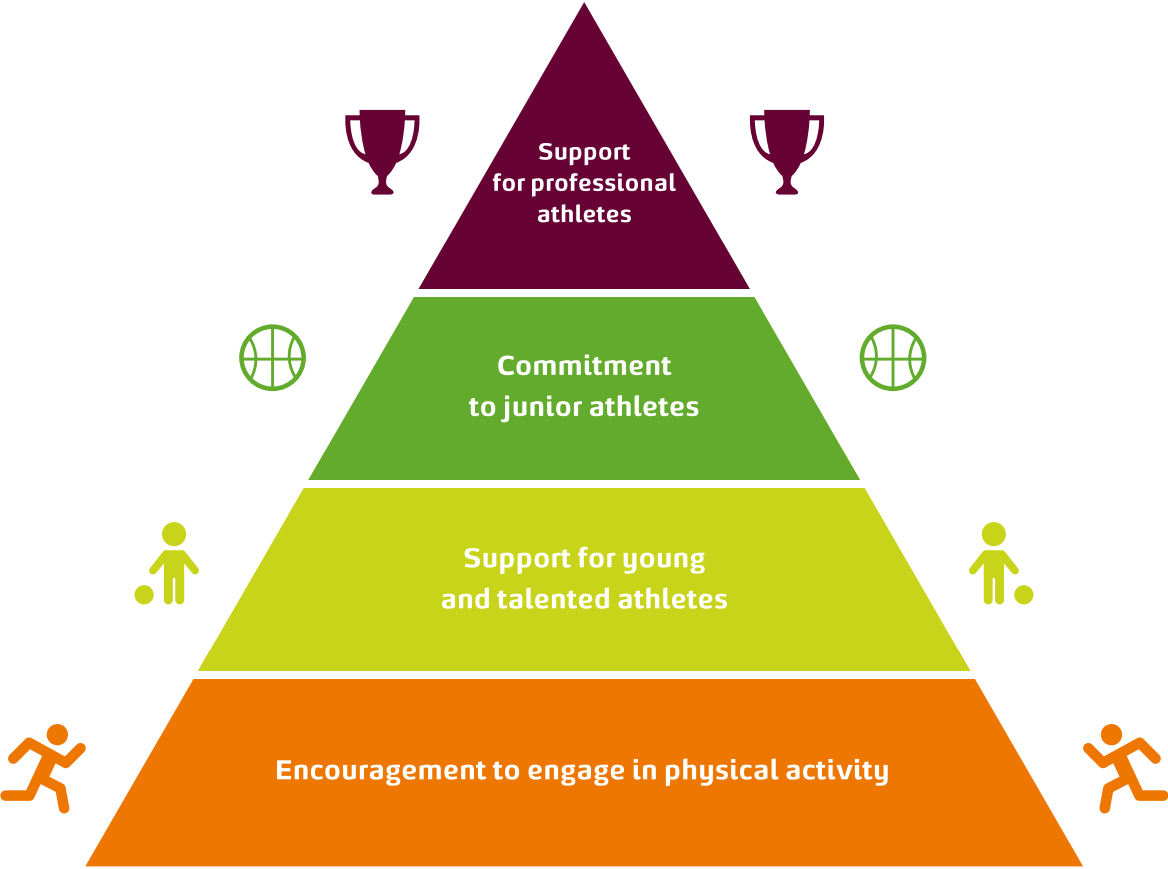 Support
for professional
athletes
Commitment
to junior athletes
Support for young
and talented athletes
Encouragement to engage in physical activity